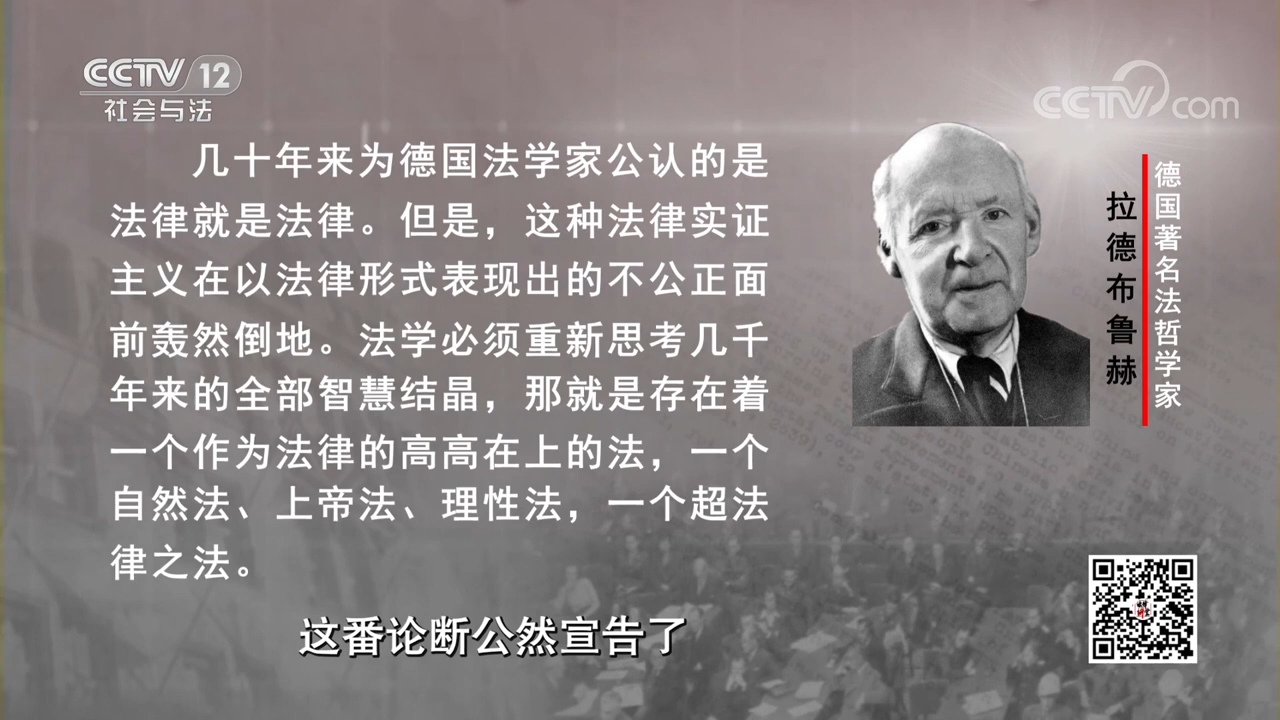 CCTV 12
社会与法
CCTV.com
几十年来为德国法学家公认的是
法律就是法律。但是，这种法律实证
主义在以法律形式表现出的不公正面
前轰然倒地。法学必须重新思考几千
年来的全部智慧结晶，那就是存在着
一个作为法律的高高在上的法，一个
自然法、上帝法、理性法，一个超法
律之法。
德国著名法哲学家
拉德布鲁赫
这番论断公然宣告了